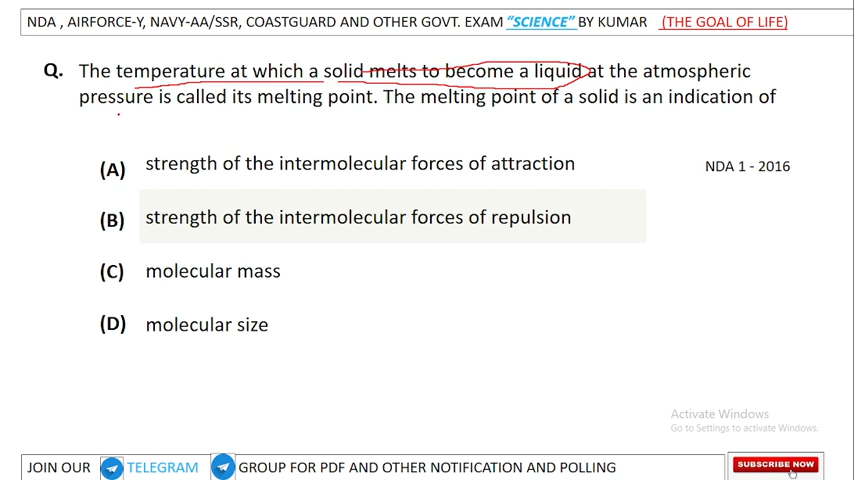 NDA , AIRFORCE-Y, NAVY-AA/SSR, COASTGUARD AND OTHER GOVT. EXAM “SCIENCE” BY KUMAR (THE GOAL OF LIFE)
Q. The temperature at which a solid melts to become a liquid at the atmospheric
pressure is called its melting point. The melting point of a solid is an indication of
(A) strength of the intermolecular forces of attraction
NDA 1 - 2016
(B) strength of the intermolecular forces of repulsion
(C) molecular mass
(D) molecular size
Activate Windows
Go to Settings to activate Windows.
JOIN OUR TELEGRAM GROUP FOR PDF AND OTHER NOTIFICATION AND POLLING
SUBSCRIBE NOW